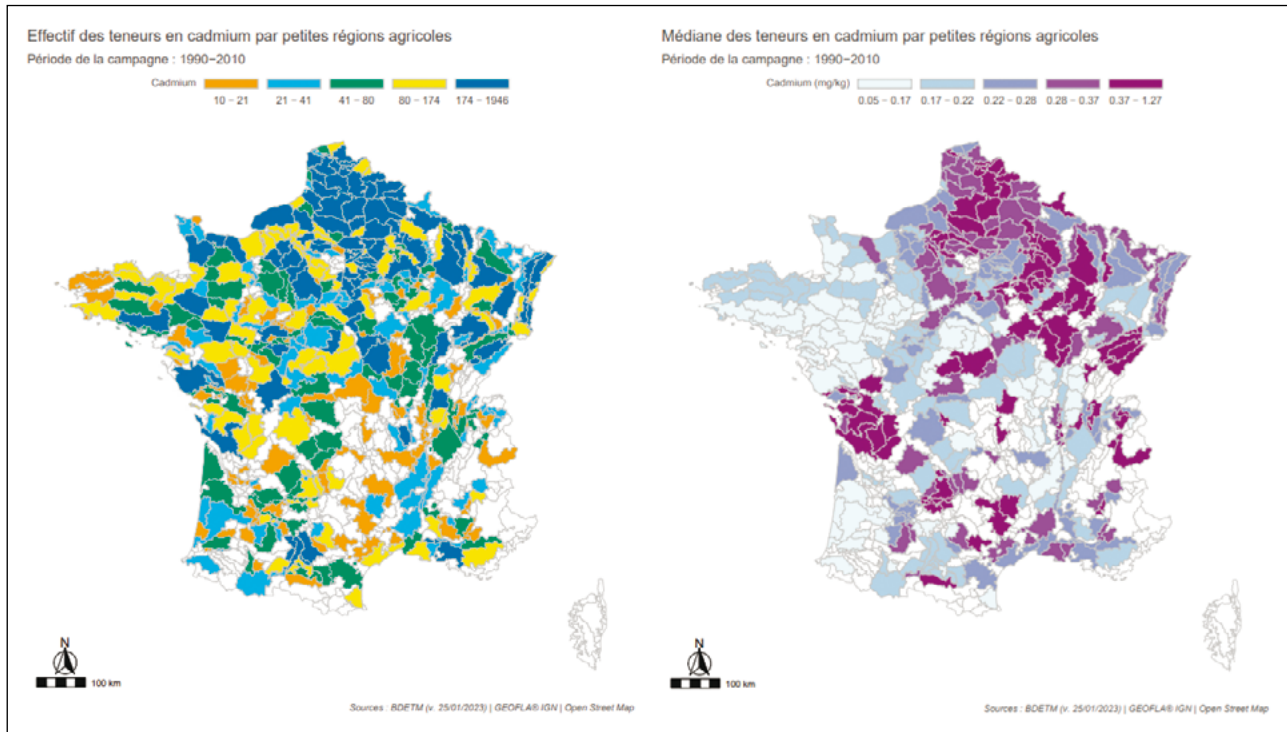 Effectif des teneurs en cadmium par petites régions agricoles
Période de la campagne : 1990−2010
Cadmium
10 − 21
21 − 41
41 − 80
80 − 174
174 − 1946
N
100 km
Sources : BDETM (v. 25/01/2023) | GEOFLA® IGN | Open Street Map
Médiane des teneurs en cadmium par petites régions agricoles
Période de la campagne : 1990−2010
Cadmium (mg/kg)
0.05 − 0.17
0.17 − 0.22
0.22 − 0.28
0.28 − 0.37
0.37 − 1.27
N
100 km
Sources : BDETM (v. 25/01/2023) | GEOFLA® IGN | Open Street Map